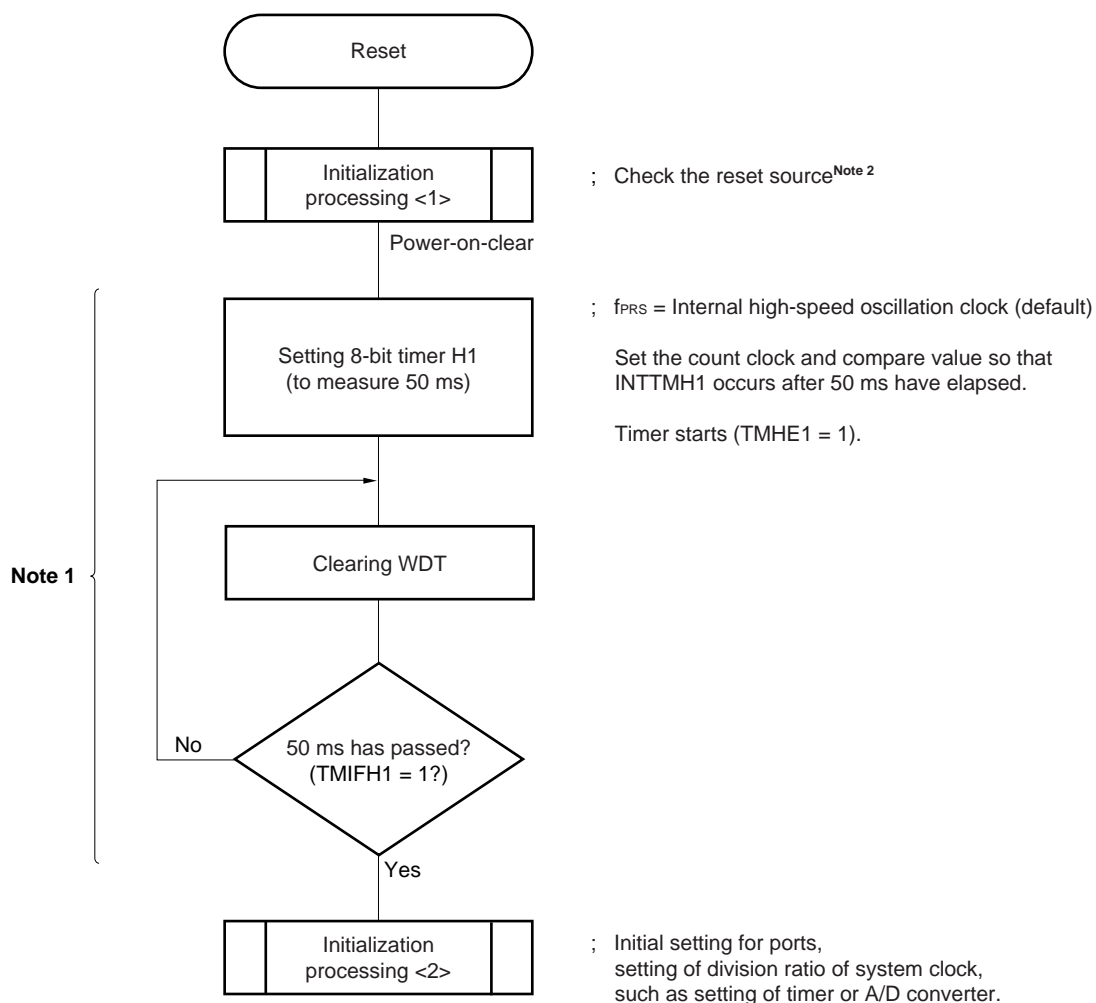 Reset
Initialization
processing <1>
; Check the reset sourceNote 2
Power-on-clear
Setting 8-bit timer H1
(to measure 50 ms)
; fPRS = Internal high-speed oscillation clock (default)
Set the count clock and compare value so that
INTTMH1 occurs after 50 ms have elapsed.
Timer starts (TMHE1 = 1).
Note 1
Clearing WDT
No
50 ms has passed?
(TMIFH1 = 1?)
Yes
Initialization
processing <2>
; Initial setting for ports,
setting of division ratio of system clock,
such as setting of timer or A/D converter.